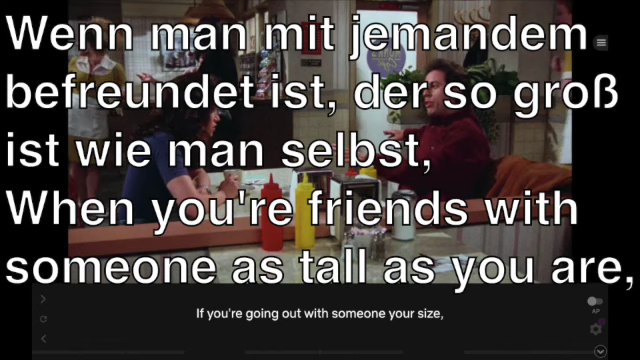 Wenn man mit jemandem
befreundet ist, der so groß
ist wie man selbst,
When you're friends with
someone as tall as you are,
If you're going out with someone your size,
AP